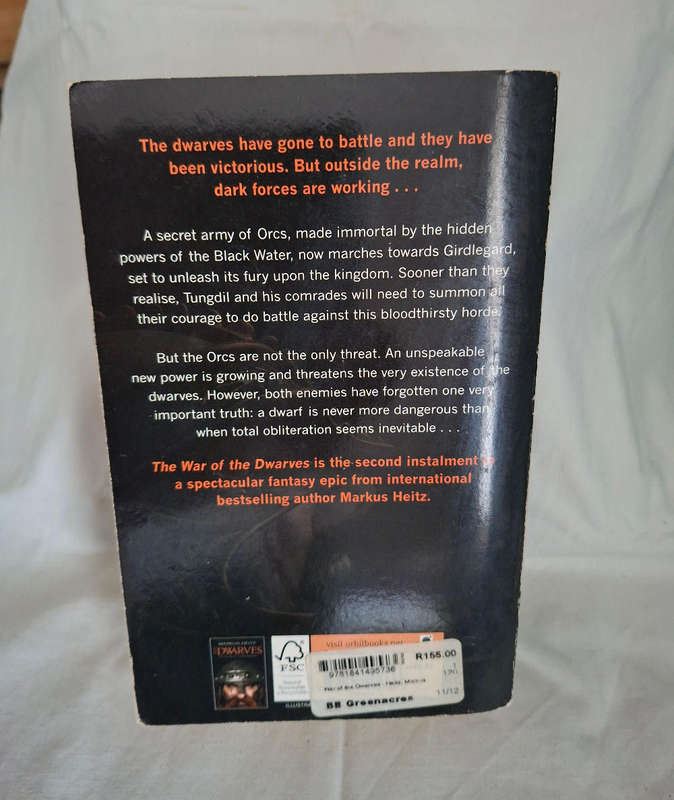 The dwarves have gone to battle and they have
been victorious. But outside the realm,
dark forces are working . . .
A secret army of Orcs, made immortal by the hidden
powers of the Black Water, now marches towards Girdlegard,
set to unleash its fury upon the kingdom. Sooner than they
realise, Tungdil and his comrades will need to summon all
their courage to do battle against this bloodthirsty horde.
But the Orcs are not the only threat. An unspeakable
new power is growing and threatens the very existence of the
dwarves. However, both enemies have forgotten one very
important truth: a dwarf is never more dangerous than
when total obliteration seems inevitable . . .
The War of the Dwarves is the second instalment
a spectacular fantasy epic from international
bestselling author Markus Heitz.
DWARVES
FSC
visit orbitbooks.net
R155.00
9781841495736
11/12
BB Greenacres